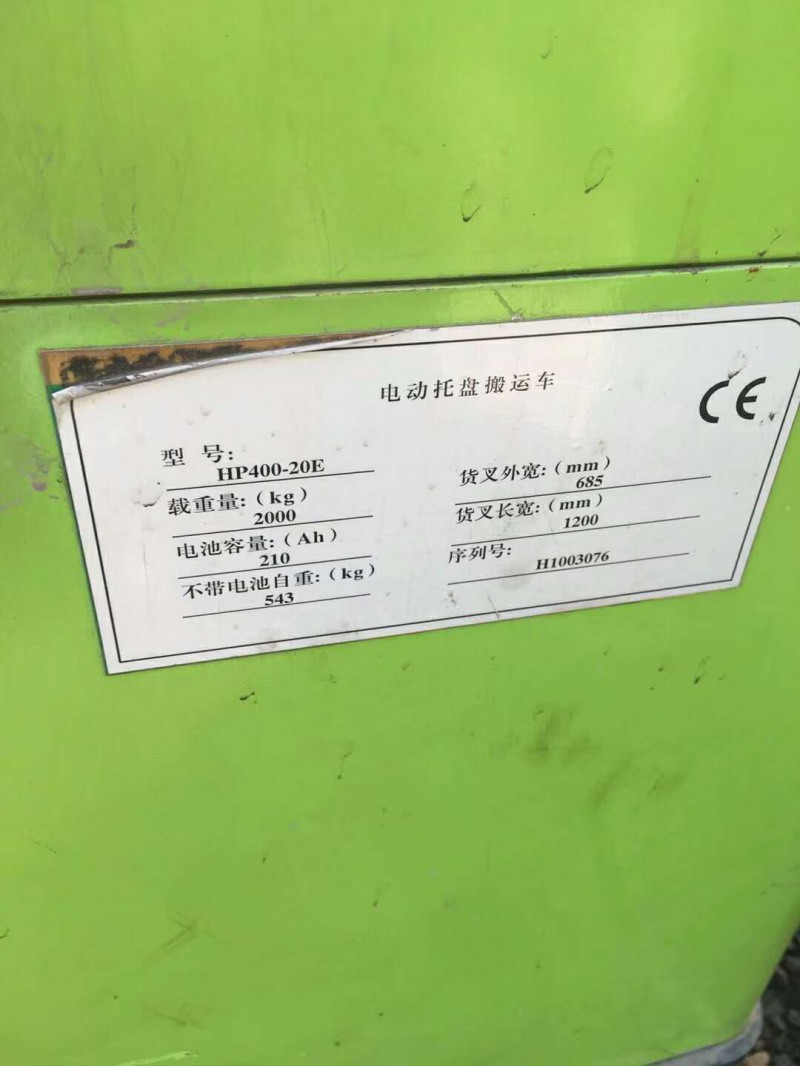 电动托盘搬运车
CE
型 号:
HP400-20E
载重量:(kg)
2000
电池容量:(Ah)
210
不带电池自重:(kg)
543
货叉外宽:(mm)
685
货叉长宽:(mm)
1200
序列号:
H1003076